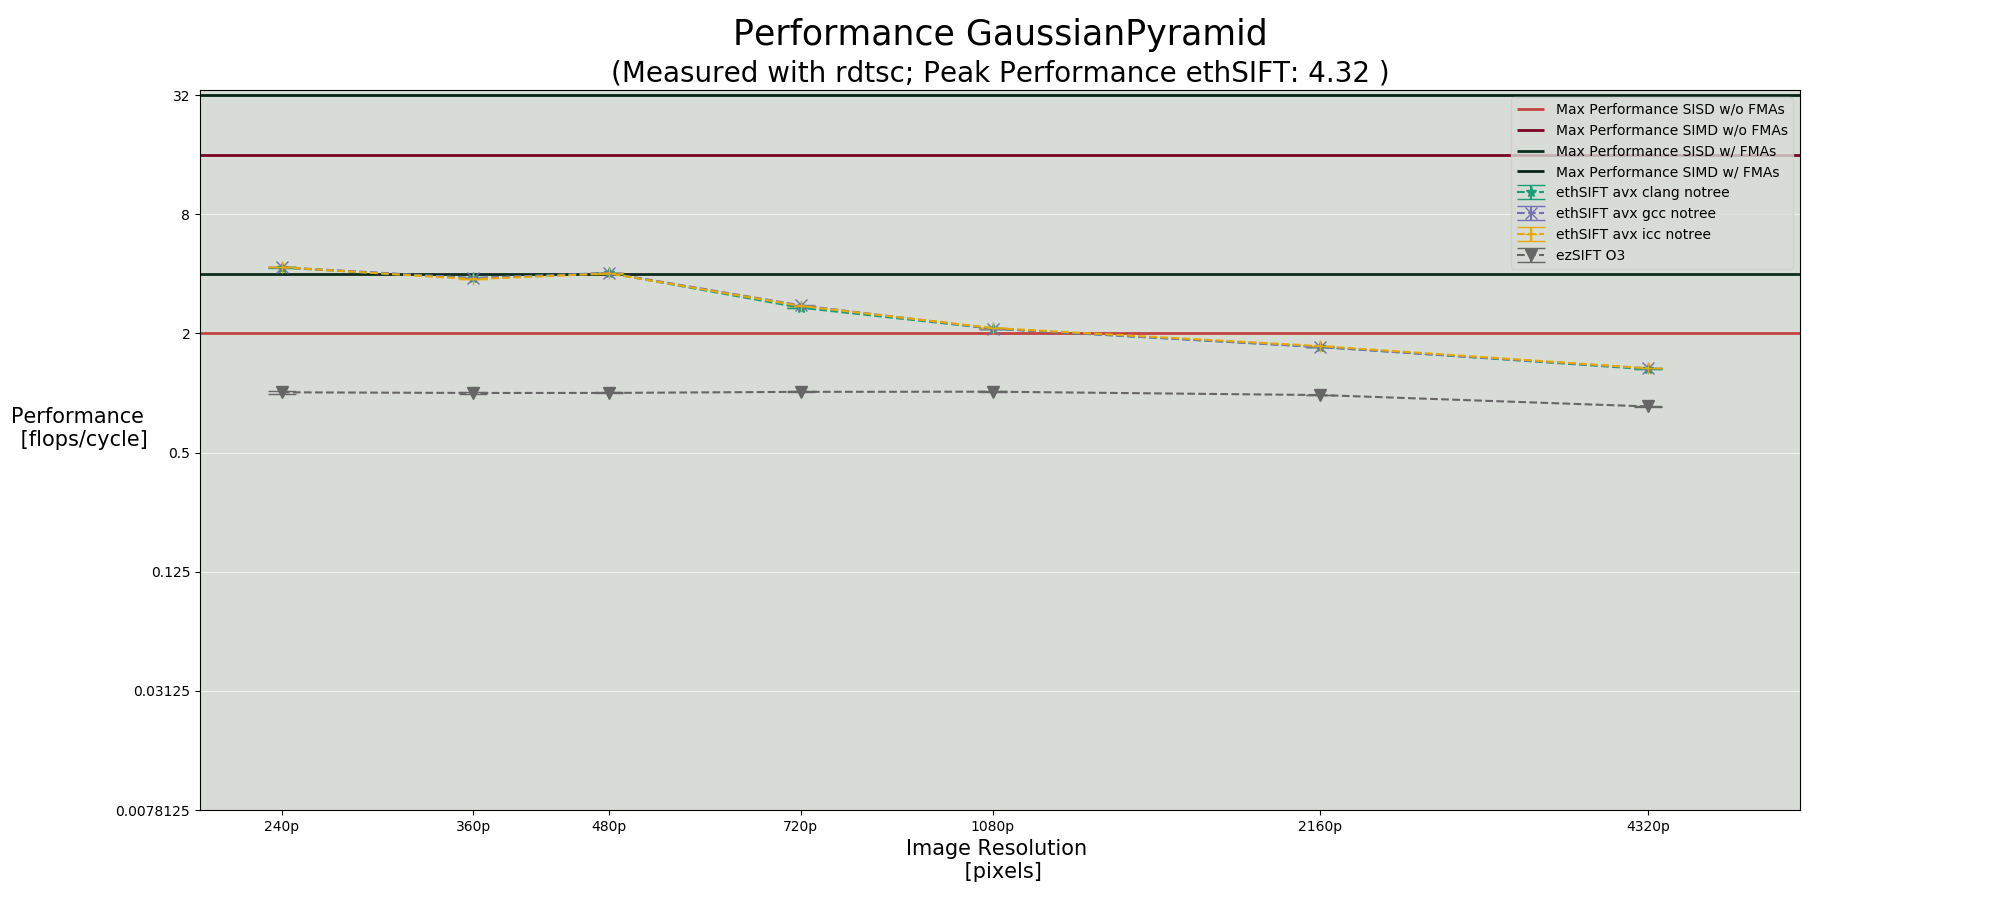 Performance GaussianPyramid
(Measured with rdtsc; Peak Performance ethSIFT: 4.32 )
32
8
2
0.5
0.125
0.03125
0.0078125
Performance
[flops/cycle]
Max Performance SISD w/o FMAs
Max Performance SIMD w/o FMAs
Max Performance SISD w/ FMAs
Max Performance SIMD w/ FMAs
ethSIFT avx clang notree
ethSIFT avx gcc notree
ethSIFT avx icc notree
ezSIFT O3
240p 360p 480p 720p 1080p 2160p 4320p
Image Resolution
[pixels]